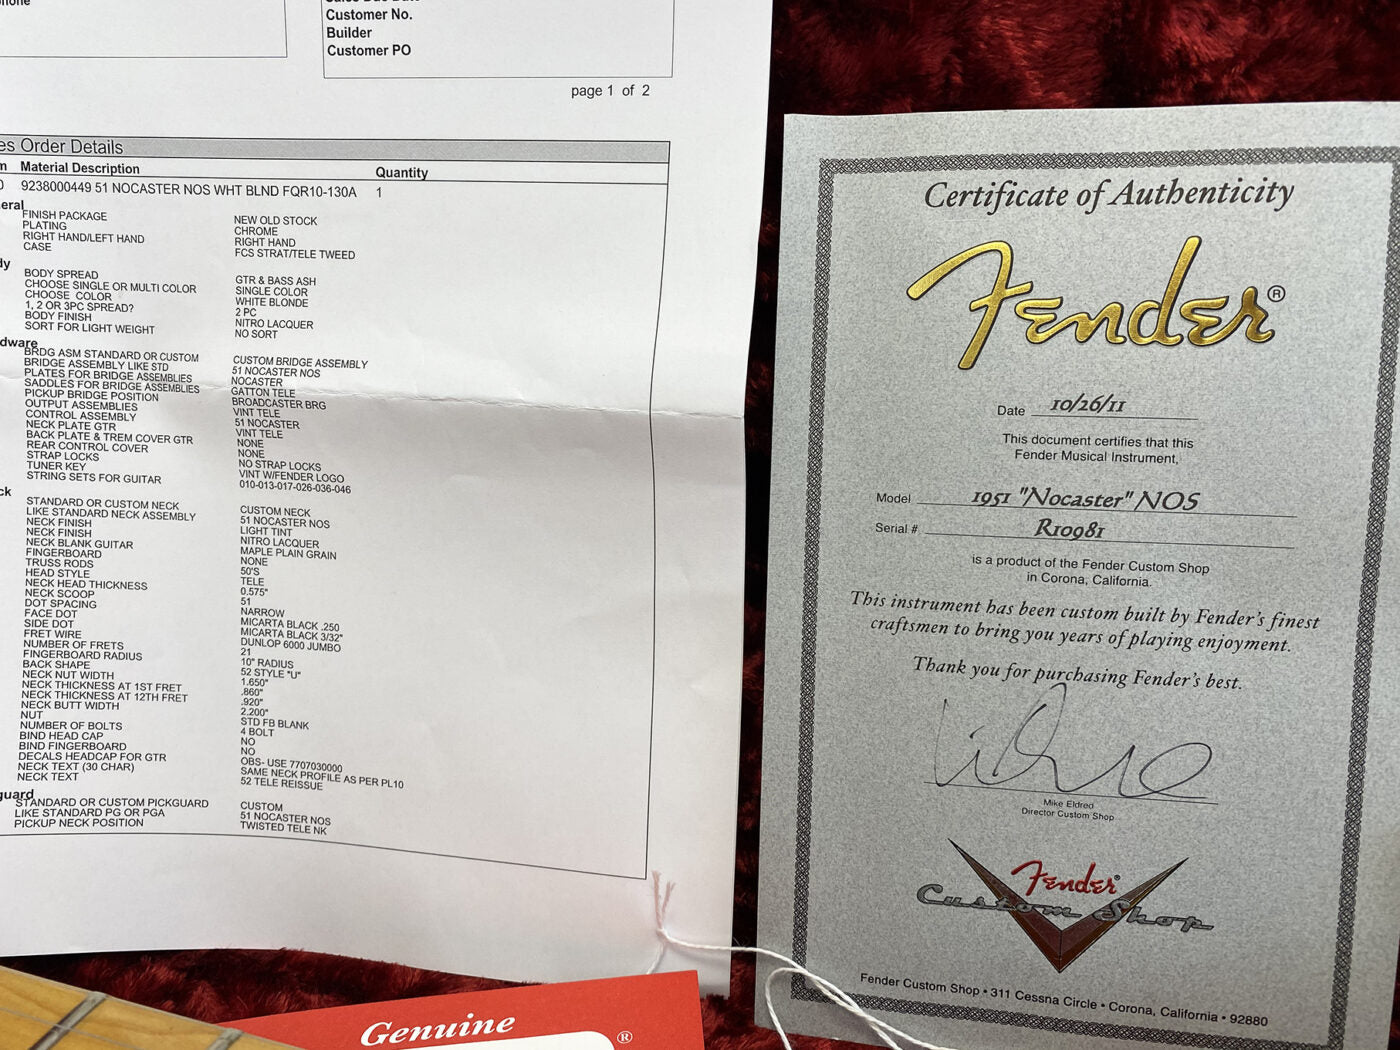 phone
Sales Due Date
Customer No.
Builder
Customer PO
page 1 of 2
es Order Details
m Material Description Quantity
0 9238000449 51 NOCASTER NOS WHT BLND FQR10-130A 1
eral
FINISH PACKAGE NEW OLD STOCK
PLATING CHROME
RIGHT HAND/LEFT HAND RIGHT HAND
CASE FCS STRAT/TELE TWEED
dy
BODY SPREAD GTR & BASS ASH
CHOOSE SINGLE OR MULTI COLOR SINGLE COLOR
CHOOSE COLOR WHITE BLONDE
1, 2 OR 3PC SPREAD? 2 PC
BODY FINISH NITRO LACQUER
SORT FOR LIGHT WEIGHT NO SORT
dware
BRDG ASM STANDARD OR CUSTOM CUSTOM BRIDGE ASSEMBLY
BRIDGE ASSEMBLY LIKE STD 51 NOCASTER NOS
PLATES FOR BRIDGE ASSEMBLIES NOCASTER
SADDLES FOR BRIDGE ASSEMBLIES GATTON TELE
PICKUP BRIDGE POSITION BROADCASTER BRG
OUTPUT ASSEMBLIES VINT TELE
CONTROL ASSEMBLY 51 NOCASTER
NECK PLATE GTR VINT TELE
BACK PLATE & TREM COVER GTR NONE
REAR CONTROL COVER NONE
STRAP LOCKS NO STRAP LOCKS
TUNER KEY VINT W/FENDER LOGO
STRING SETS FOR GUITAR 010-013-017-026-036-046
ck
STANDARD OR CUSTOM NECK CUSTOM NECK
LIKE STANDARD NECK ASSEMBLY 51 NOCASTER NOS
NECK FINISH LIGHT TINT
NECK FINISH NITRO LACQUER
NECK BLANK GUITAR MAPLE PLAIN GRAIN
FINGERBOARD NONE
TRUSS RODS 50'S
HEAD STYLE TELE
NECK HEAD THICKNESS 0.575"
NECK SCOOP 51
DOT SPACING NARROW
FACE DOT MICARTA BLACK .250
SIDE DOT MICARTA BLACK 3/32"
FRET WIRE DUNLOP 6000 JUMBO
NUMBER OF FRETS 21
FINGERBOARD RADIUS 10" RADIUS
BACK SHAPE 52 STYLE "U"
NECK NUT WIDTH 1.650"
NECK THICKNESS AT 1ST FRET .860"
NECK THICKNESS AT 12TH FRET .920"
NECK BUTT WIDTH 2.200"
NUT STD FB BLANK
NUMBER OF BOLTS 4 BOLT
BIND HEAD CAP NO
BIND FINGERBOARD NO
DECALS HEADCAP FOR GTR OBS- USE 7707030000
NECK TEXT (30 CHAR) SAME NECK PROFILE AS PER PL10
NECK TEXT 52 TELE REISSUE
guard
STANDARD OR CUSTOM PICKGUARD CUSTOM
LIKE STANDARD PG OR PGA 51 NOCASTER NOS
PICKUP NECK POSITION TWISTED TELE NK
Genuine ®
Certificate of Authenticity
Fender®
Date 10/26/11
This document certifies that this
Fender Musical Instrument,
Model 1951 "Nocaster" NOS
Serial # R10981
is a product of the Fender Custom Shop
in Corona, California.
This instrument has been custom built by Fender's finest
craftsmen to bring you years of playing enjoyment.
Thank you for purchasing Fender's best.
Mike Eldred
Director Custom Shop
Fender®
Custom Shop
Fender Custom Shop • 311 Cessna Circle • Corona, California • 92880